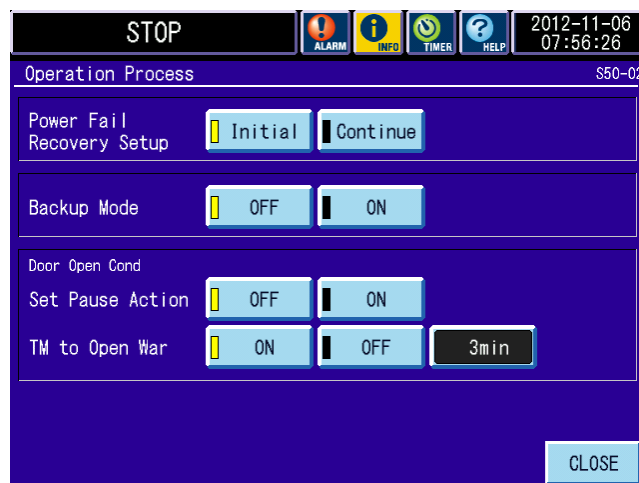 STOP
ALARM
INFO
TIMER
HELP
2012-11-06
07:56:26
Operation Process
S50-02
Power Fail
Recovery Setup
Initial
Continue
Backup Mode
OFF
ON
Door Open Cond
Set Pause Action
OFF
ON
TM to Open War
ON
OFF
3min
CLOSE